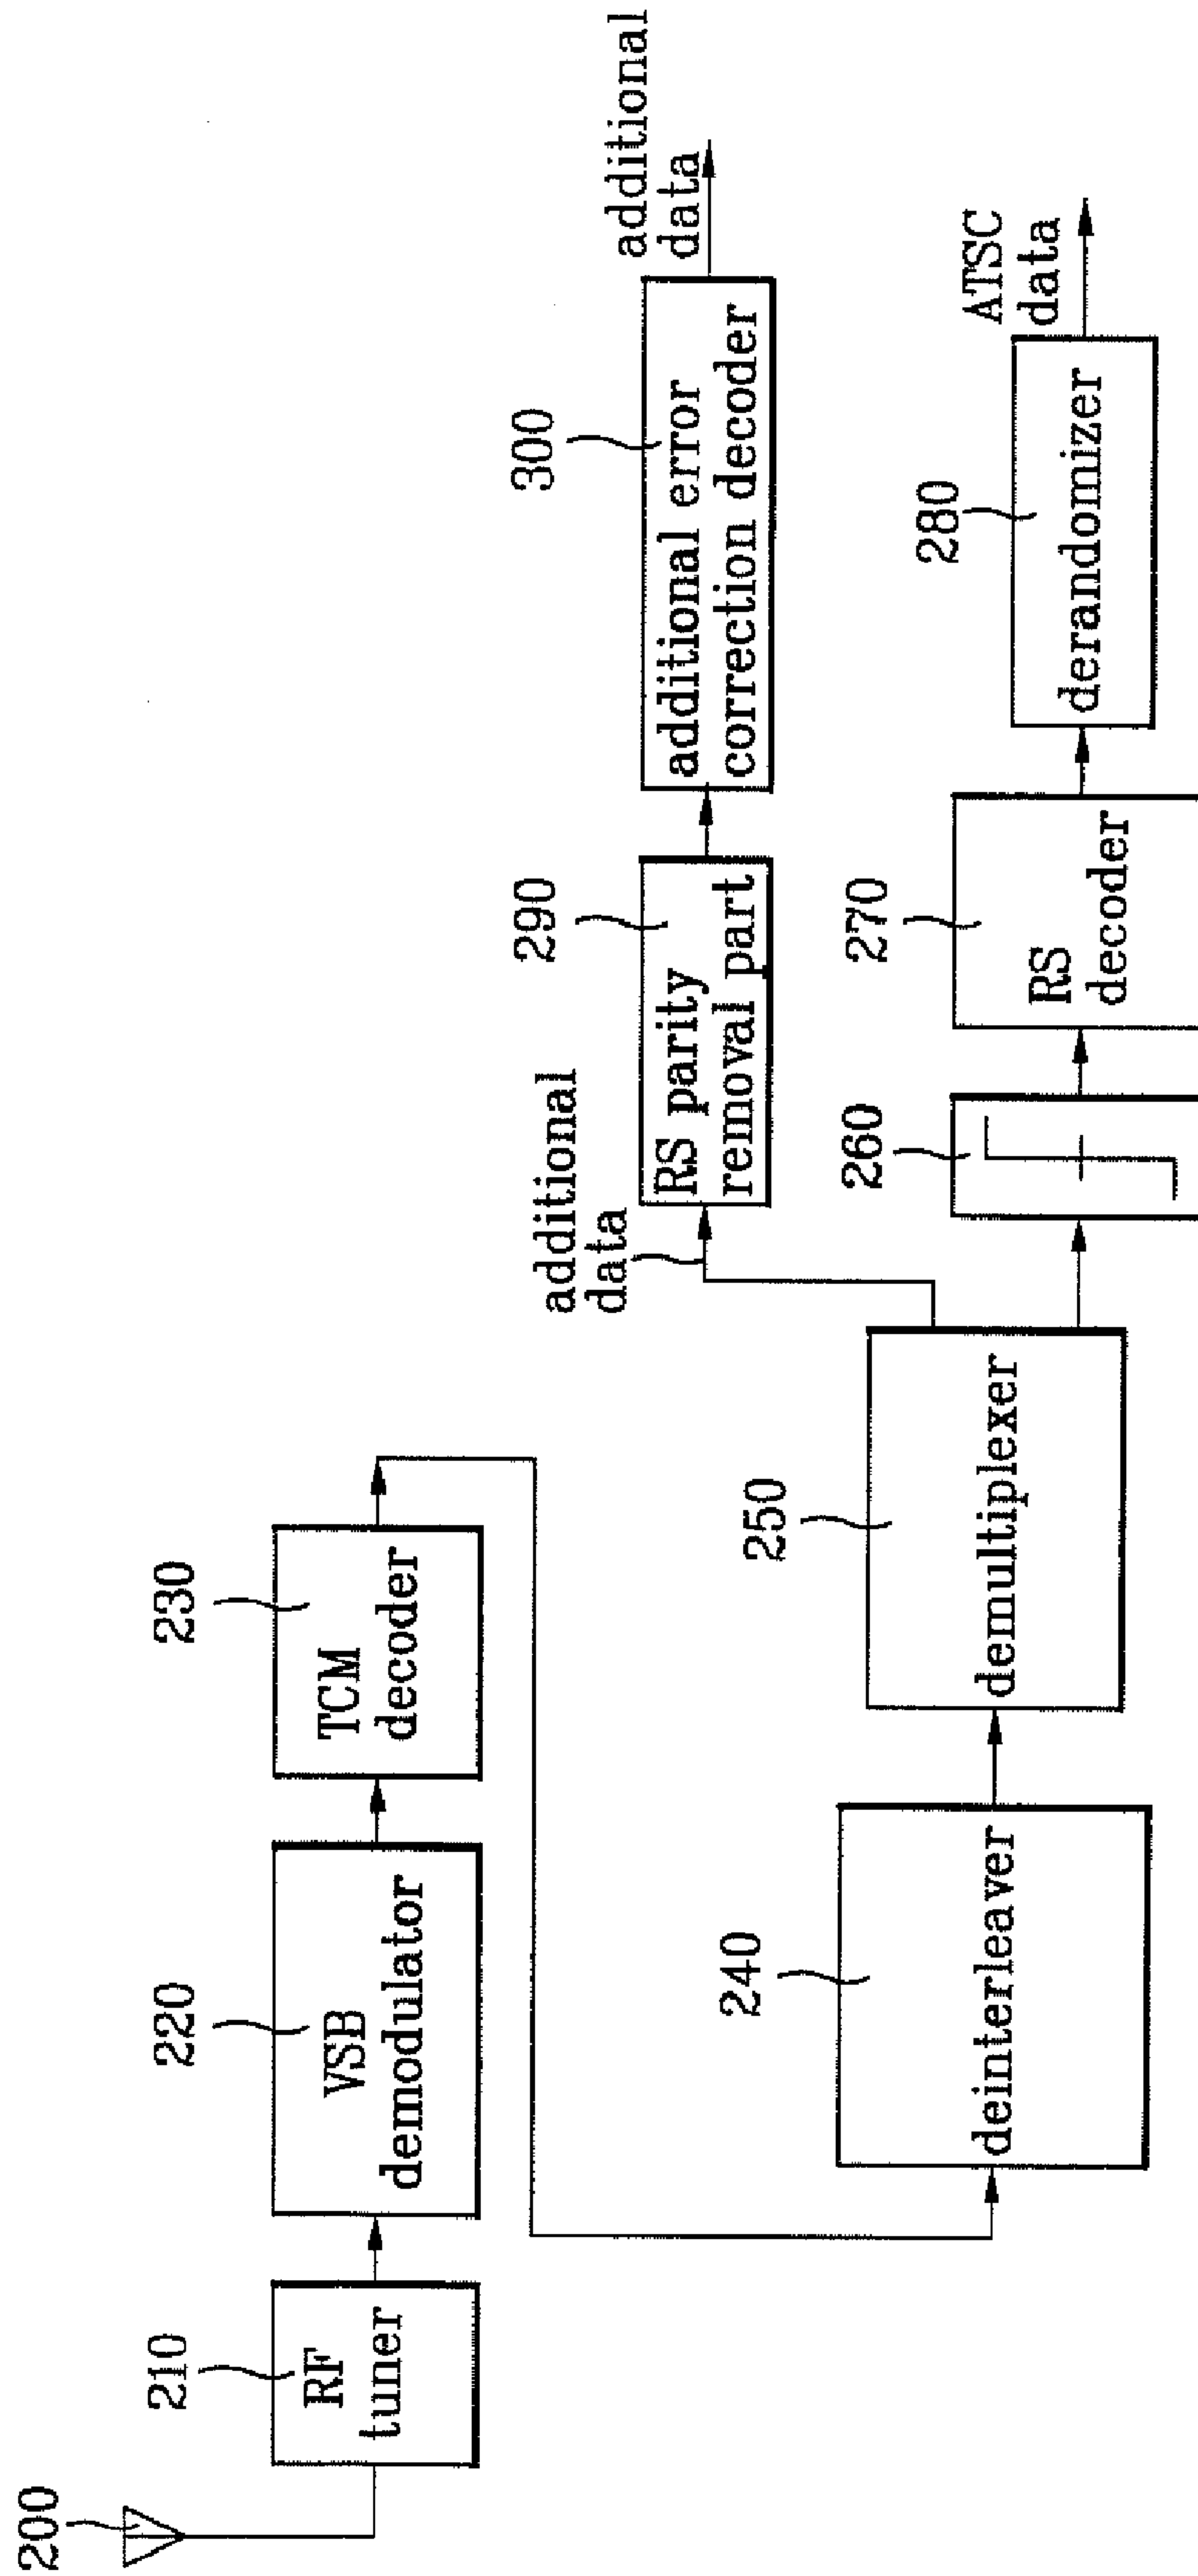 200
210
RF
tuner
220
VSB
demodulator
230
TCM
decoder
240
deinterleaver
250
demultiplexer
additional
data
290
RS parity
removal part
300
additional error
correction decoder
additional
data
260
270
RS
decoder
280
derandomizer
ATSC
data